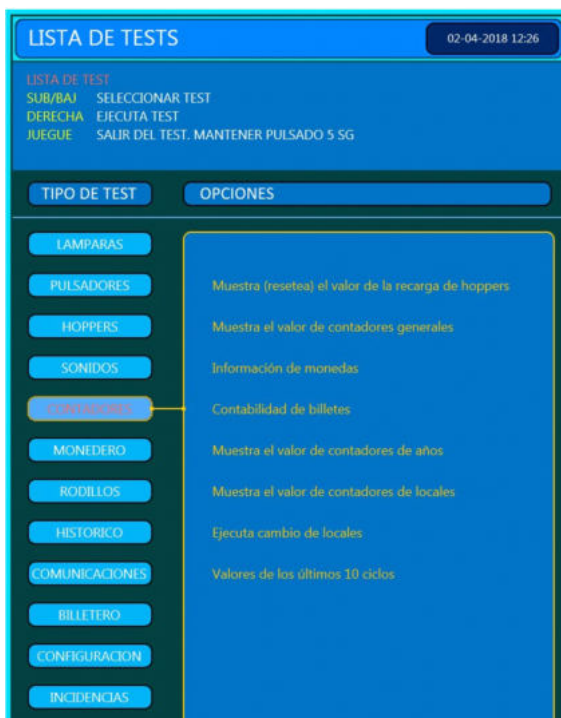 LISTA DE TESTS
02-04-2018 12:26
LISTA DE TEST
SUB/BAJ SELECCIONAR TEST
DERECHA EJECUTA TEST
JUEGUE SALIR DEL TEST. MANTENER PULSADO 5 SG
TIPO DE TEST
OPCIONES
LAMPARAS
PULSADORES
HOPPERS
SONIDOS
CONTADORES
MONEDERO
RODILLOS
HISTORICO
COMUNICACIONES
BILLETERO
CONFIGURACION
INCIDENCIAS
Muestra (resetea) el valor de la recarga de hoppers
Muestra el valor de contadores generales
Información de monedas
Contabilidad de billetes
Muestra el valor de contadores de años
Muestra el valor de contadores de locales
Ejecuta cambio de locales
Valores de los últimos 10 ciclos